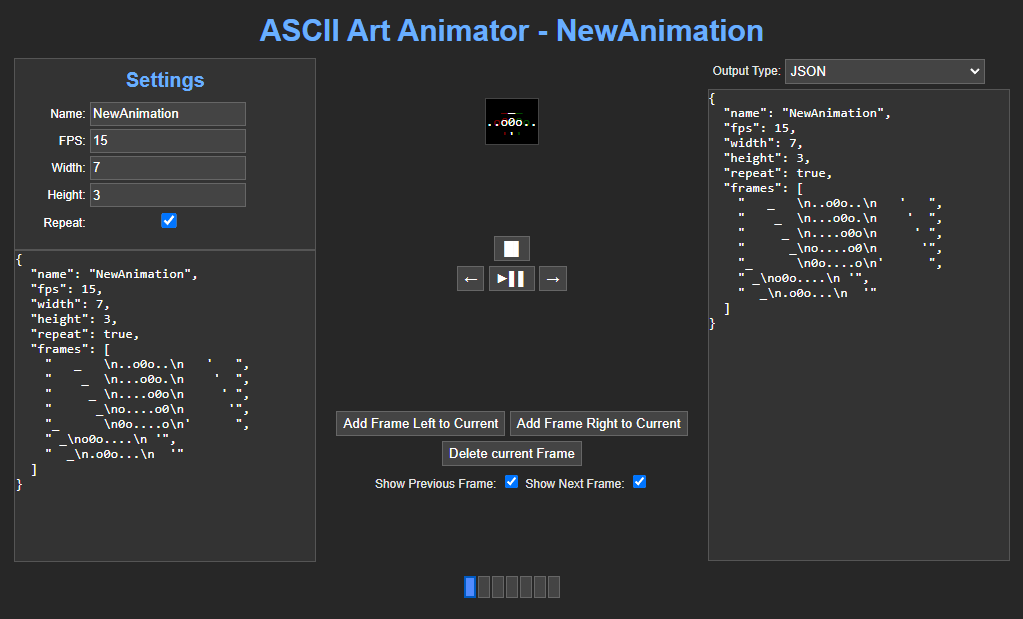 ASCII Art Animator - NewAnimation
Settings
Name: NewAnimation
FPS: 15
Width: 7
Height: 3
Repeat:
{
  "name": "NewAnimation",
  "fps": 15,
  "width": 7,
  "height": 3,
  "repeat": true,
  "frames": [
    "   _   \n..o0o..\n   '   ",
    "    _  \n...o0o.\n    '  ",
    "     _ \n....o0o\n     ' ",
    "      _\no....o0\n      '",
    "_      \n0o....o\n'      ",
    " _\no0o....\n '",
    "  _\n.o0o...\n  '"
  ]
}
_
..o0o..
'
←
→
Add Frame Left to Current
Add Frame Right to Current
Delete current Frame
Show Previous Frame:
Show Next Frame:
Output Type: JSON
{
  "name": "NewAnimation",
  "fps": 15,
  "width": 7,
  "height": 3,
  "repeat": true,
  "frames": [
    "   _   \n..o0o..\n   '   ",
    "    _  \n...o0o.\n    '  ",
    "     _ \n....o0o\n     ' ",
    "      _\no....o0\n      '",
    "_      \n0o....o\n'      ",
    " _\no0o....\n '",
    "  _\n.o0o...\n  '"
  ]
}